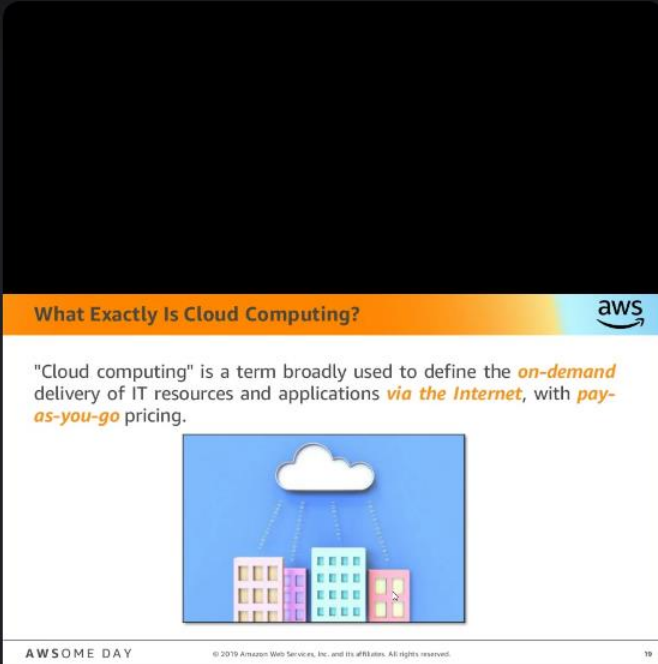 What Exactly Is Cloud Computing?
aws
"Cloud computing" is a term broadly used to define the on-demand
delivery of IT resources and applications via the Internet, with pay-
as-you-go pricing.
AWSOME DAY
© 2019 Amazon Web Services, Inc. and its affiliates. All rights reserved.
19